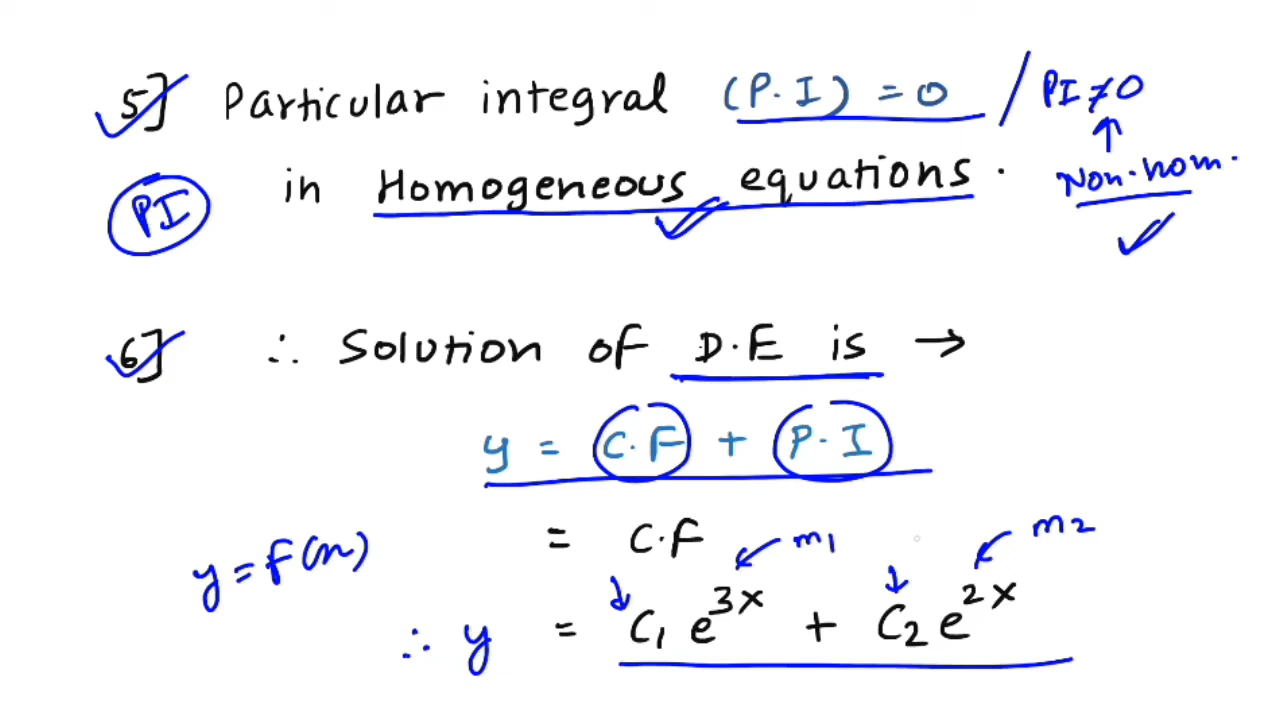 5] Particular integral (P.I) = 0 / PI ≠ 0
PI in Homogeneous equations. Non-hom.
6] ∴ Solution of D.E is →
y = C.F + P.I
= C.F
y = f(x) m1 m2
∴ y = C₁ e^3x + C₂ e^2x